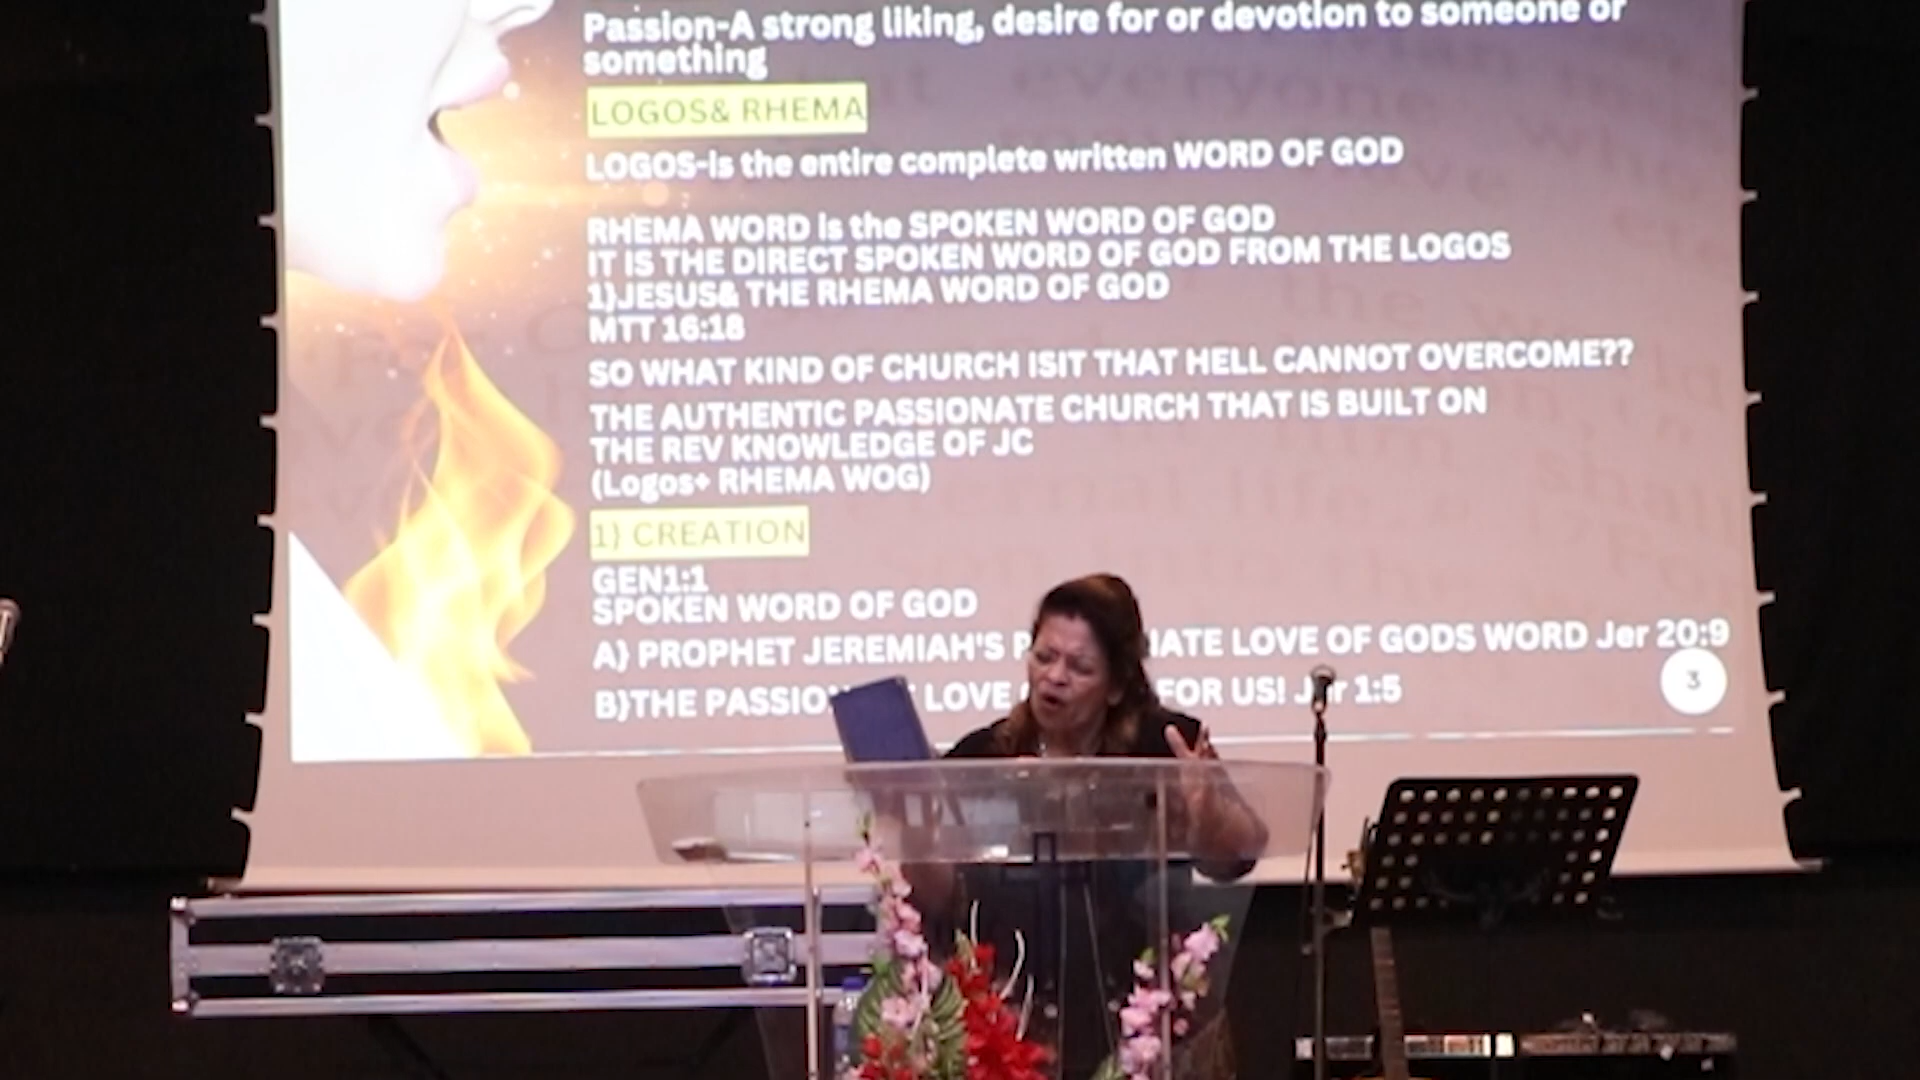 Passion-A strong liking, desire for or devotion to someone or
something
LOGOS& RHEMA
LOGOS-is the entire complete written WORD OF GOD
RHEMA WORD is the SPOKEN WORD OF GOD
IT IS THE DIRECT SPOKEN WORD OF GOD FROM THE LOGOS
1)JESUS& THE RHEMA WORD OF GOD
MTT 16:18
SO WHAT KIND OF CHURCH ISIT THAT HELL CANNOT OVERCOME??
THE AUTHENTIC PASSIONATE CHURCH THAT IS BUILT ON
THE REV KNOWLEDGE OF JC
(Logos+ RHEMA WOG)
1) CREATION
GEN1:1
SPOKEN WORD OF GOD
A) PROPHET JEREMIAH'S LOVE OF GODS WORD Jer 20:9
B)THE LOVE FOR US! 1:5
3